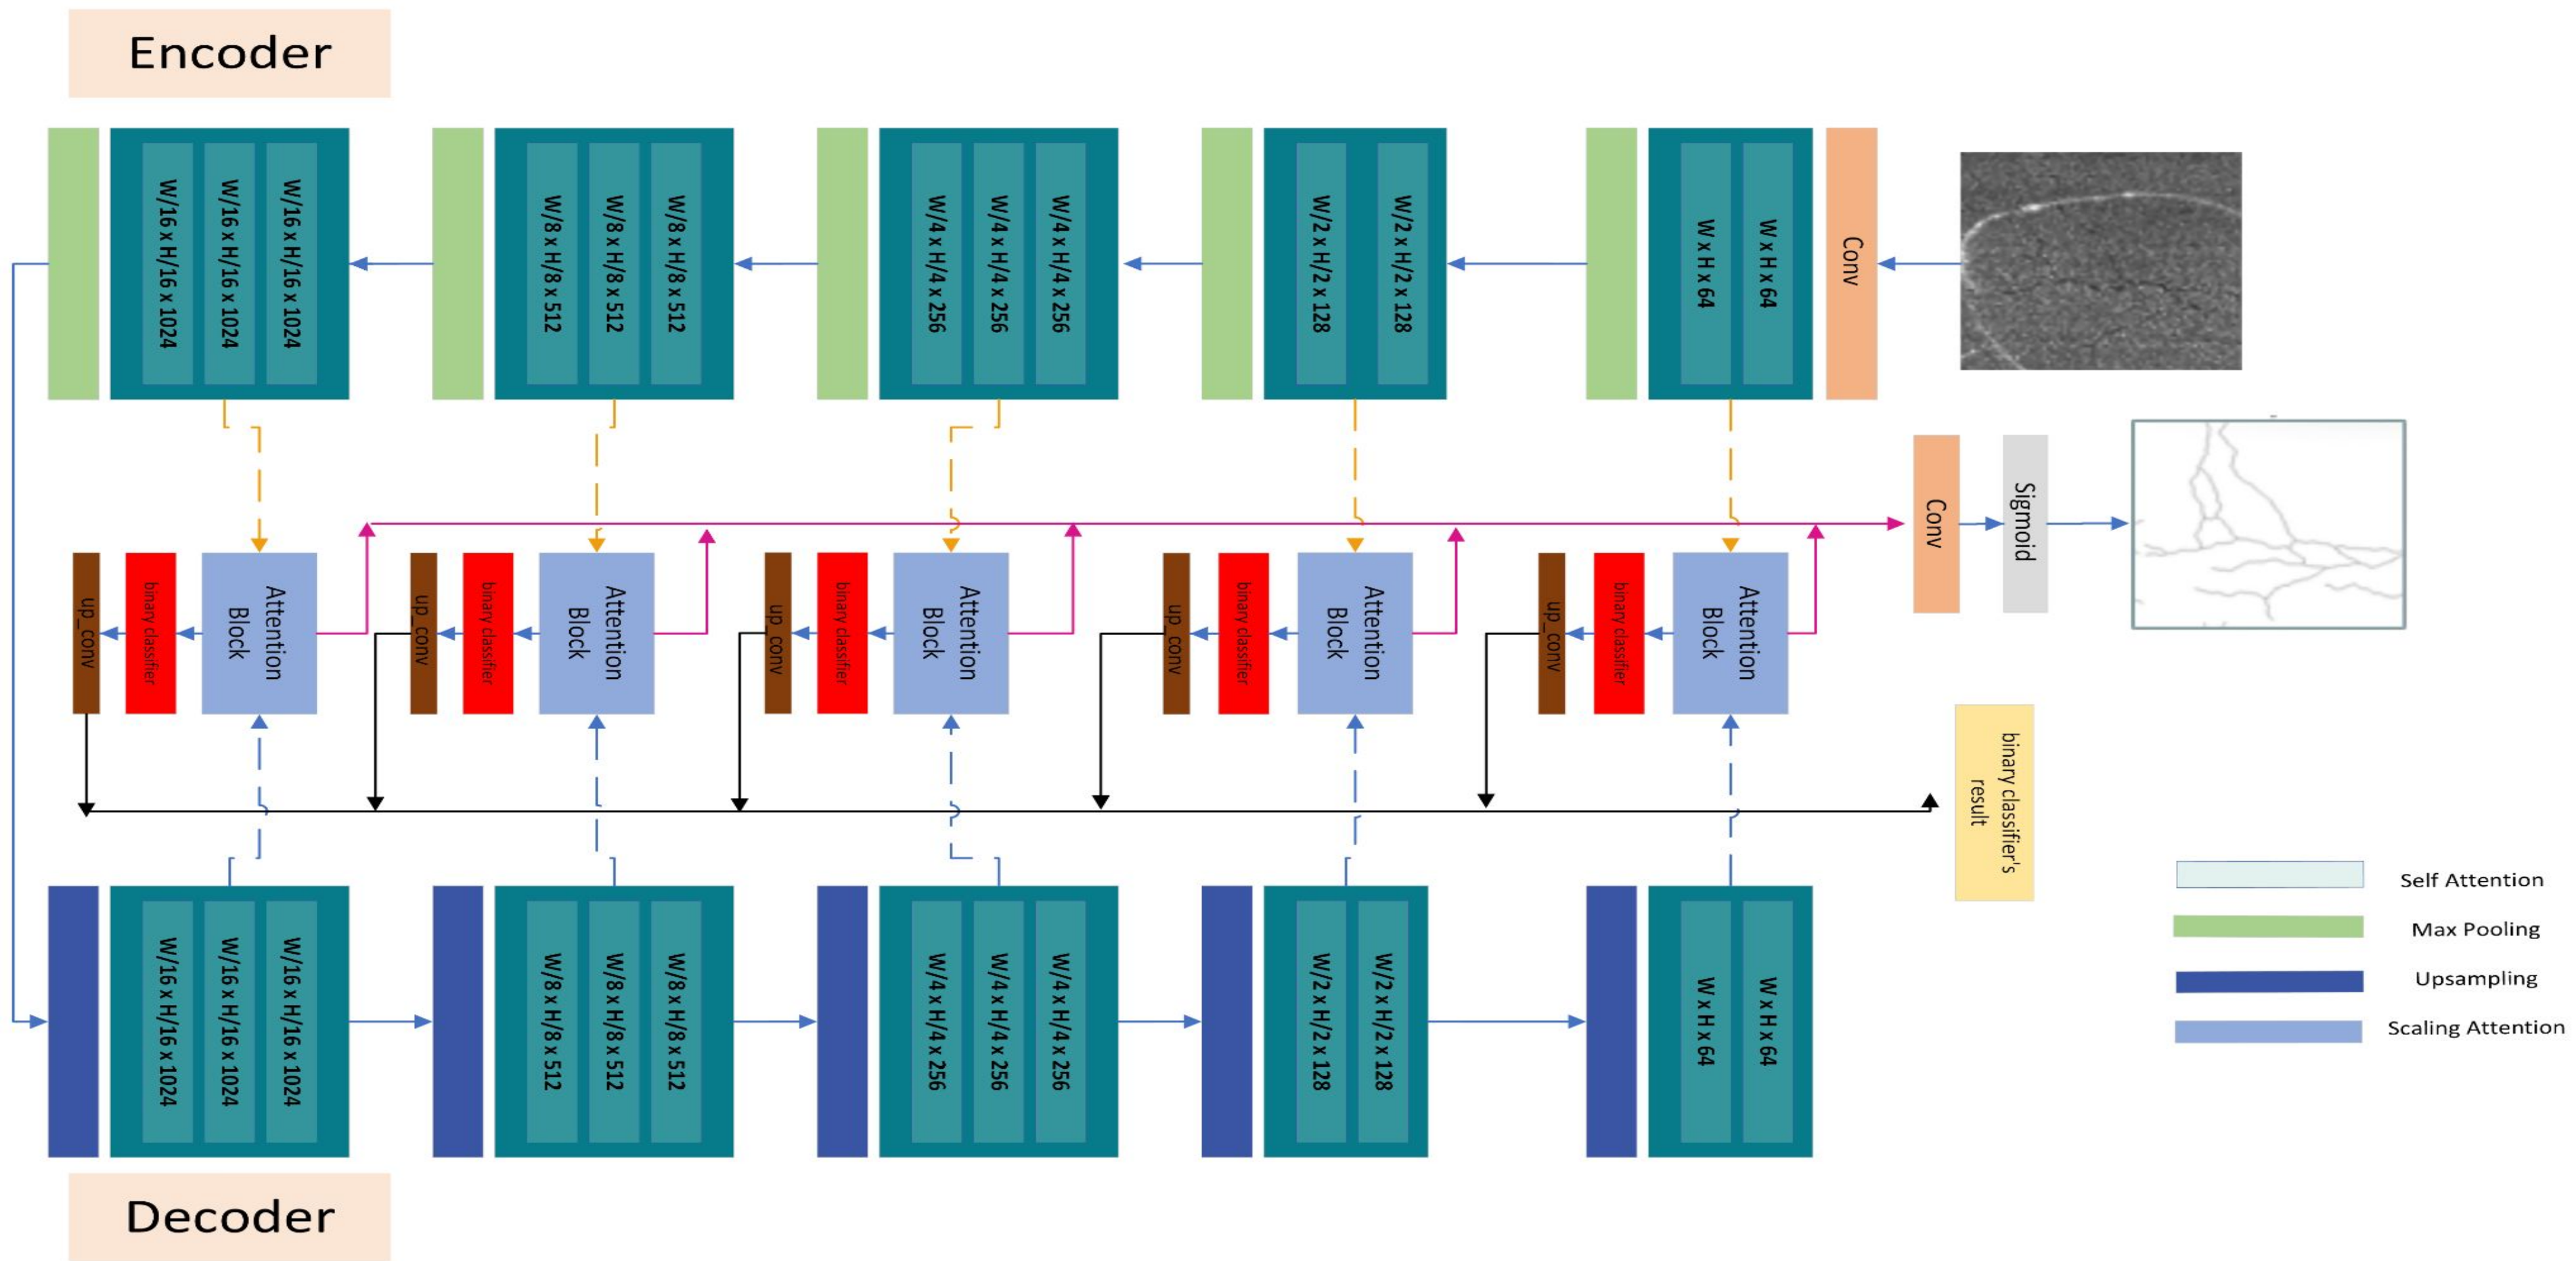 Encoder
W/16 x H/16 x 1024
W/16 x H/16 x 1024
W/16 x H/16 x 1024
W/8 x H/8 x 512
W/8 x H/8 x 512
W/8 x H/8 x 512
W/4 x H/4 x 256
W/4 x H/4 x 256
W/4 x H/4 x 256
W/2 x H/2 x 128
W/2 x H/2 x 128
W x H x 64
W x H x 64
Conv
up_conv
binary classifier
Attention
Block
up_conv
binary classifier
Attention
Block
up_conv
binary classifier
Attention
Block
up_conv
binary classifier
Attention
Block
up_conv
binary classifier
Attention
Block
Conv
Sigmoid
binary classifier's
result
W/16 x H/16 x 1024
W/16 x H/16 x 1024
W/16 x H/16 x 1024
W/8 x H/8 x 512
W/8 x H/8 x 512
W/8 x H/8 x 512
W/4 x H/4 x 256
W/4 x H/4 x 256
W/4 x H/4 x 256
W/2 x H/2 x 128
W/2 x H/2 x 128
W x H x 64
W x H x 64
Self Attention
Max Pooling
Upsampling
Scaling Attention
Decoder